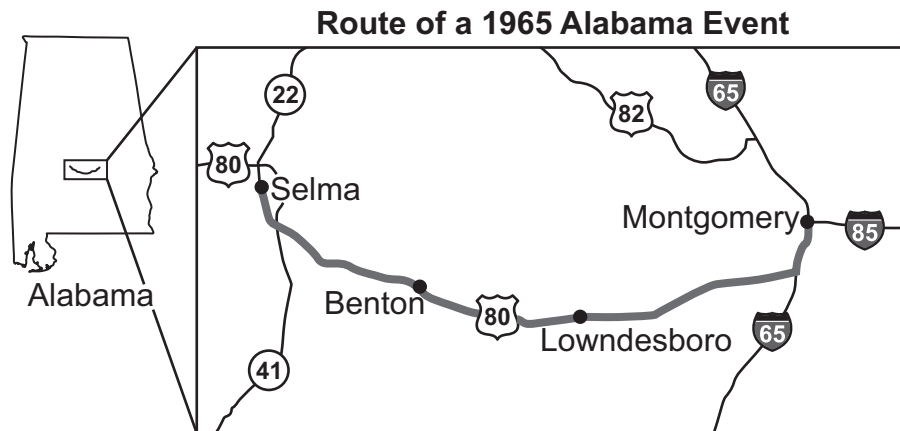 Route of a 1965 Alabama Event
22
65
82
80
Selma
Montgomery
85
Alabama
Benton
80
Lowndesboro
65
41